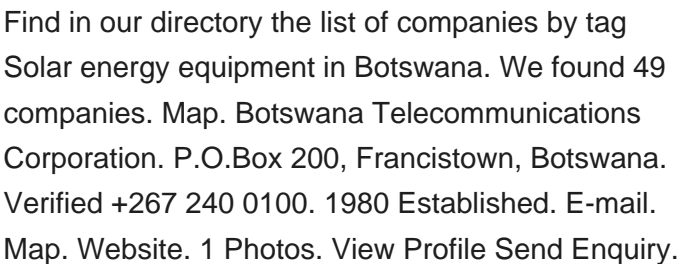 Find in our directory the list of companies by tag
Solar energy equipment in Botswana. We found 49
companies. Map. Botswana Telecommunications
Corporation. P.O.Box 200, Francistown, Botswana.
Verified +267 240 0100. 1980 Established. E-mail.
Map. Website. 1 Photos. View Profile Send Enquiry.